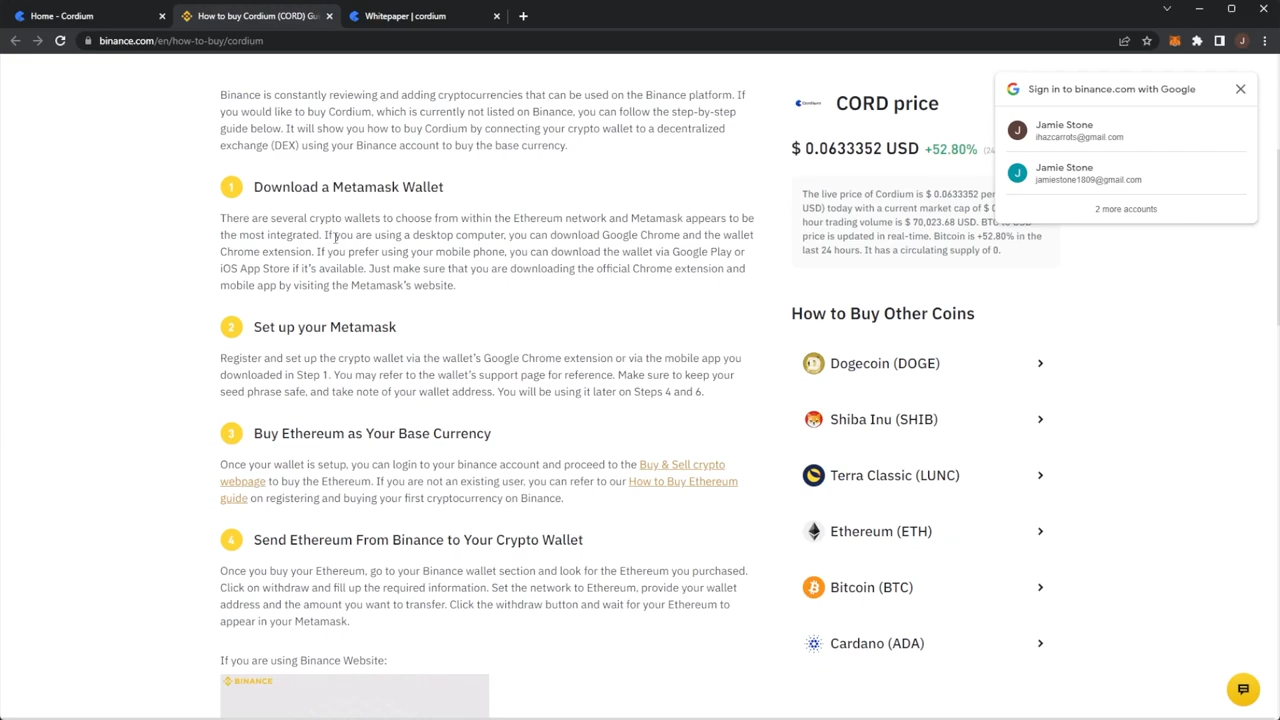 Home - Cordium
How to buy Cordium (CORD) Gui
Whitepaper | cordium
binance.com/en/how-to-buy/cordium
J
Binance is constantly reviewing and adding cryptocurrencies that can be used on the Binance platform. If
you would like to buy Cordium, which is currently not listed on Binance, you can follow the step-by-step
guide below. It will show you how to buy Cordium by connecting your crypto wallet to a decentralized
exchange (DEX) using your Binance account to buy the base currency.
1 Download a Metamask Wallet
There are several crypto wallets to choose from within the Ethereum network and Metamask appears to be
the most integrated. If you are using a desktop computer, you can download Google Chrome and the wallet
Chrome extension. If you prefer using your mobile phone, you can download the wallet via Google Play or
iOS App Store if it's available. Just make sure that you are downloading the official Chrome extension and
mobile app by visiting the Metamask's website.
2 Set up your Metamask
Register and set up the crypto wallet via the wallet's Google Chrome extension or via the mobile app you
downloaded in Step 1. You may refer to the wallet's support page for reference. Make sure to keep your
seed phrase safe, and take note of your wallet address. You will be using it later on Steps 4 and 6.
3 Buy Ethereum as Your Base Currency
Once your wallet is setup, you can login to your binance account and proceed to the Buy & Sell crypto
webpage to buy the Ethereum. If you are not an existing user, you can refer to our How to Buy Ethereum
guide on registering and buying your first cryptocurrency on Binance.
4 Send Ethereum From Binance to Your Crypto Wallet
Once you buy your Ethereum, go to your Binance wallet section and look for the Ethereum you purchased.
Click on withdraw and fill up the required information. Set the network to Ethereum, provide your wallet
address and the amount you want to transfer. Click the withdraw button and wait for your Ethereum to
appear in your Metamask.
If you are using Binance Website:
BINANCE
Cordium CORD price
$ 0.0633352 USD +52.80% (24
The live price of Cordium is $ 0.0633352 per
USD) today with a current market cap of $ 0
hour trading volume is $ 70,023.68 USD. BTC to USD
price is updated in real-time. Bitcoin is +52.80% in the
last 24 hours. It has a circulating supply of 0.
How to Buy Other Coins
Dogecoin (DOGE)
Shiba Inu (SHIB)
Terra Classic (LUNC)
Ethereum (ETH)
Bitcoin (BTC)
Cardano (ADA)
Sign in to binance.com with Google
J Jamie Stone
ihazcarrots@gmail.com
J Jamie Stone
jamiestone1809@gmail.com
2 more accounts